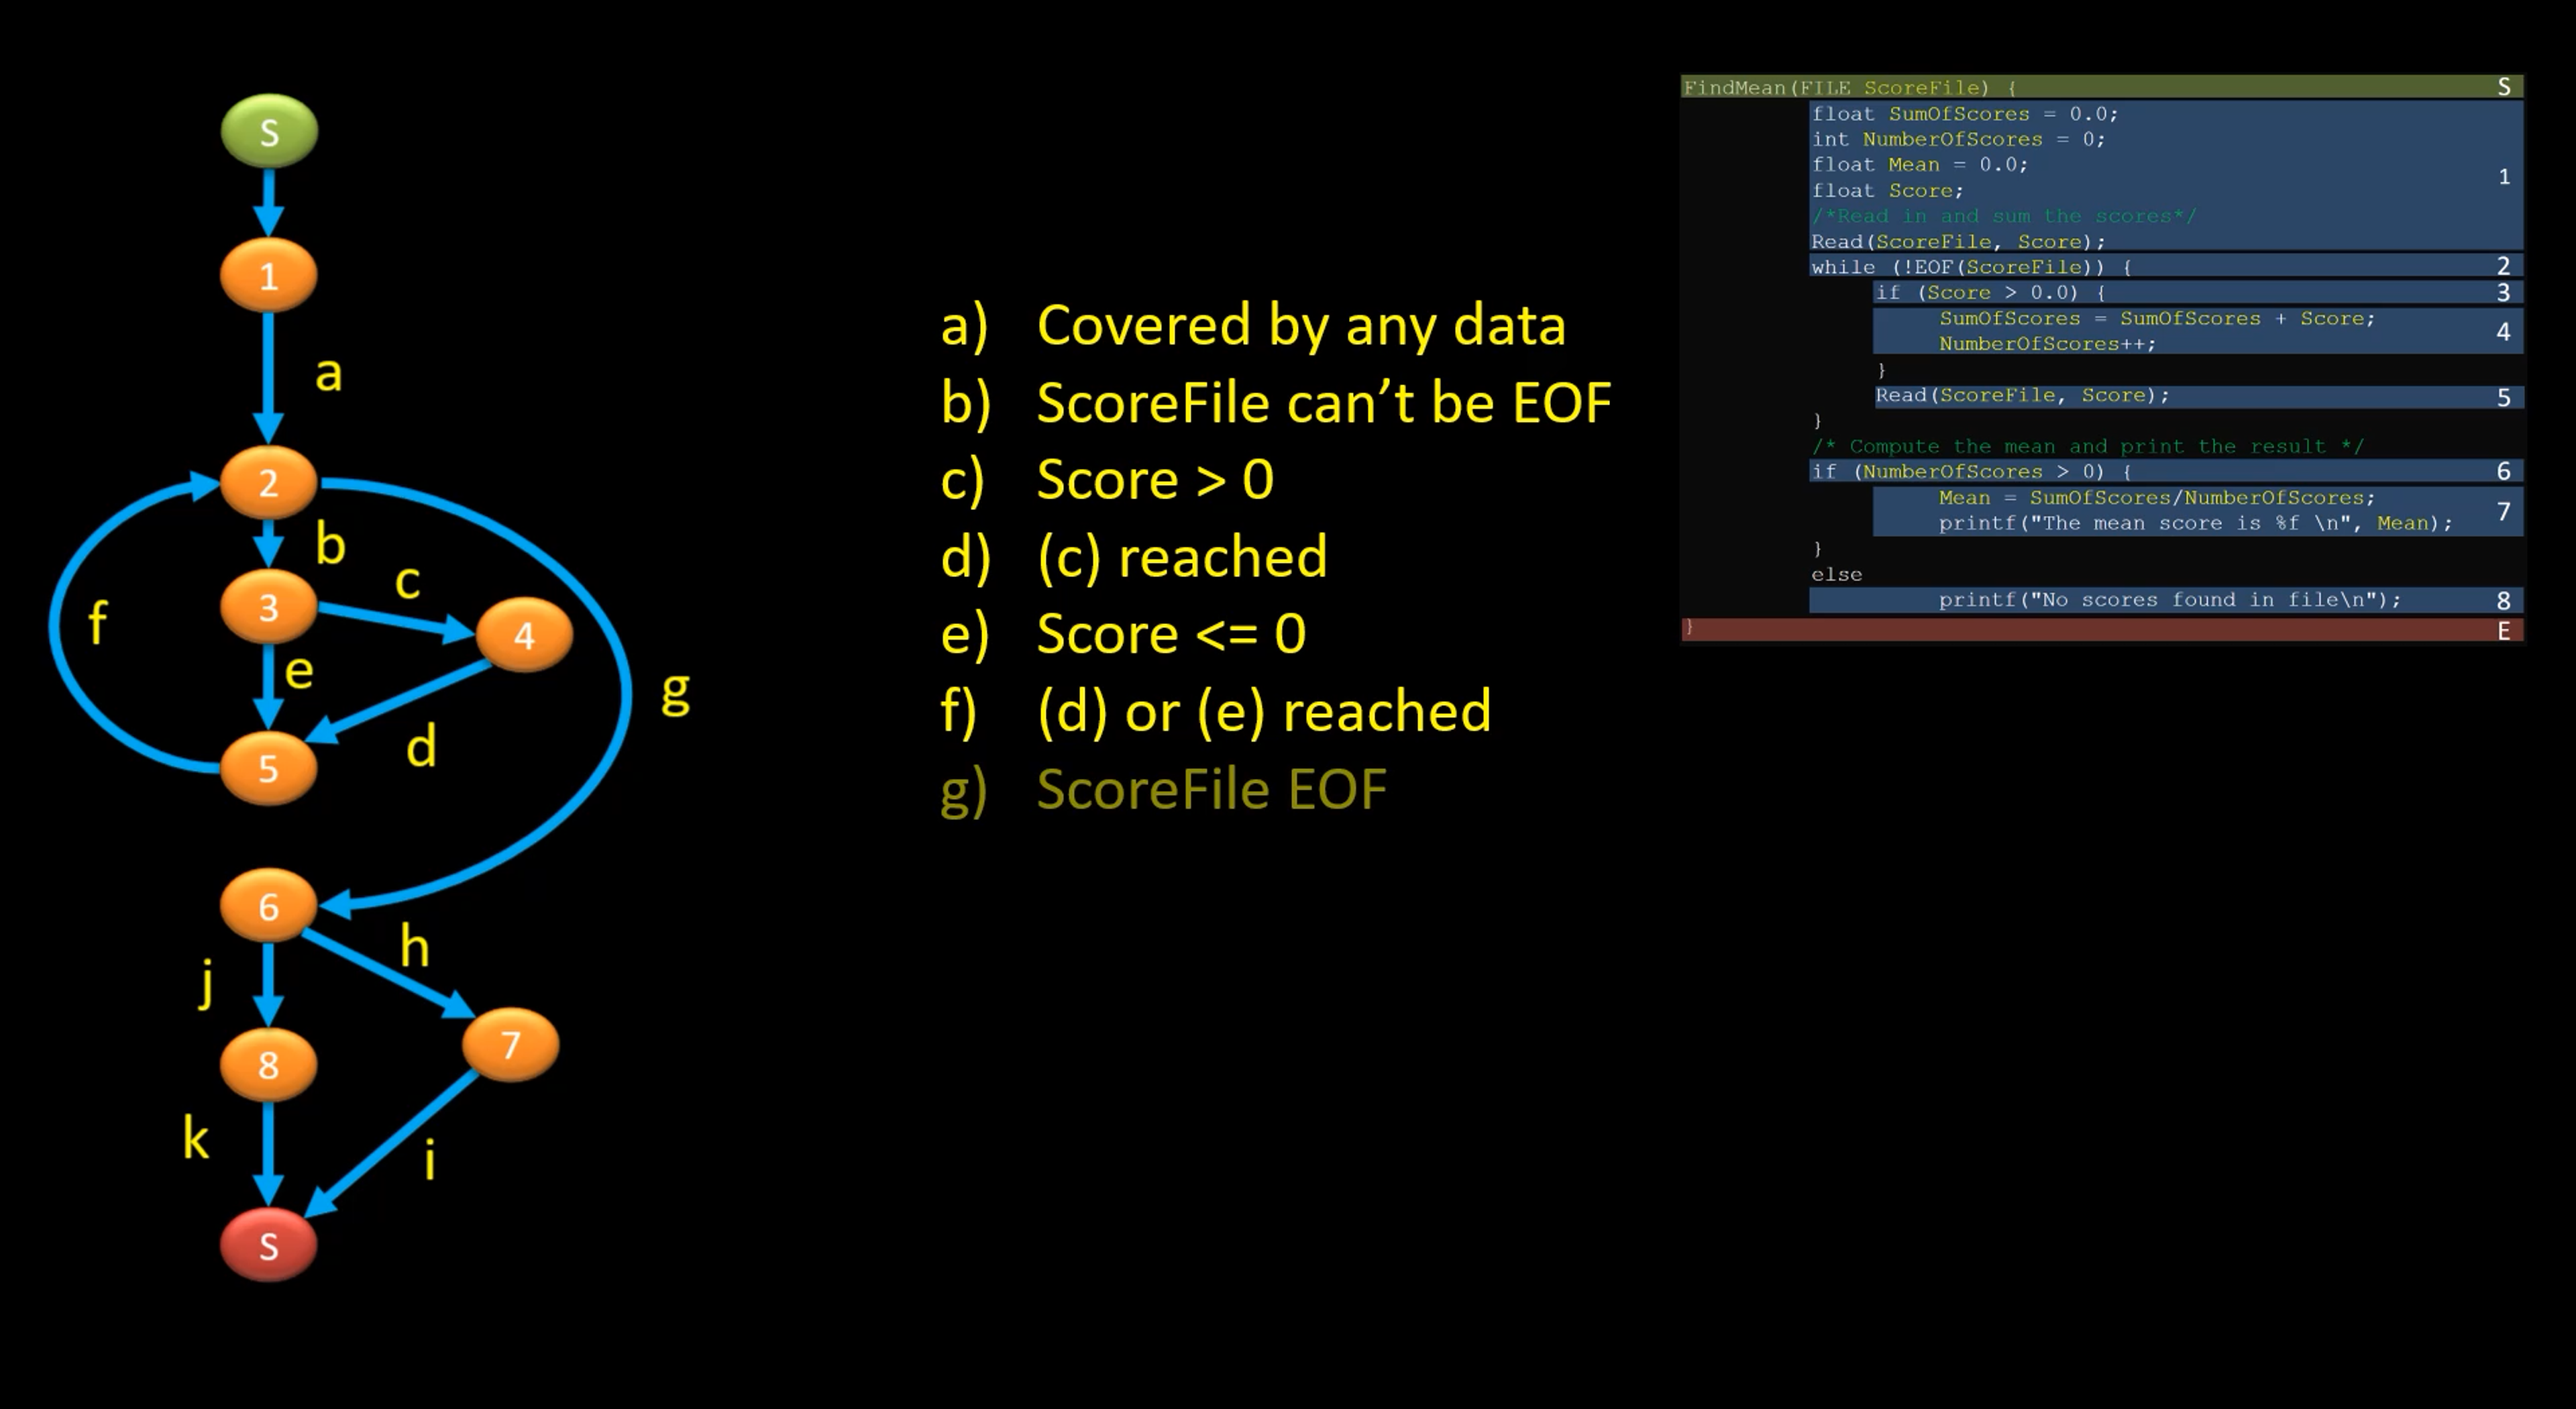 S
1
a
2
b
c
3
4
f
e
g
d
5
6
h
j
7
8
k
i
S
a) Covered by any data
b) ScoreFile can’t be EOF
c) Score > 0
d) (c) reached
e) Score <= 0
f) (d) or (e) reached
g) ScoreFile EOF
FindMean(FILE ScoreFile) { S
float SumOfScores = 0.0;
int NumberOfScores = 0;
float Mean = 0.0;
1
float Score;
/*Read in and sum the scores*/
Read(ScoreFile, Score);
while (!EOF(ScoreFile)) { 2
if (Score > 0.0) { 3
SumOfScores = SumOfScores + Score;
4
NumberOfScores++;
}
Read(ScoreFile, Score); 5
}
/* Compute the mean and print the result */
if (NumberOfScores > 0) { 6
Mean = SumOfScores/NumberOfScores;
7
printf("The mean score is %f \n", Mean);
}
else
printf("No scores found in file\n"); 8
} E